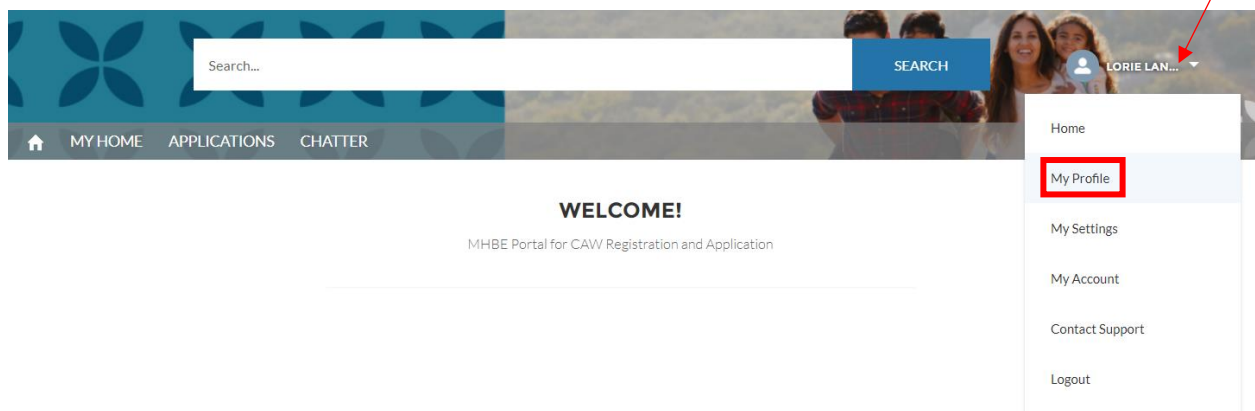 Search...
SEARCH
LORIE LAN...
MY HOME APPLICATIONS CHATTER
Home
My Profile
My Settings
My Account
Contact Support
Logout
WELCOME!
MHBE Portal for CAW Registration and Application